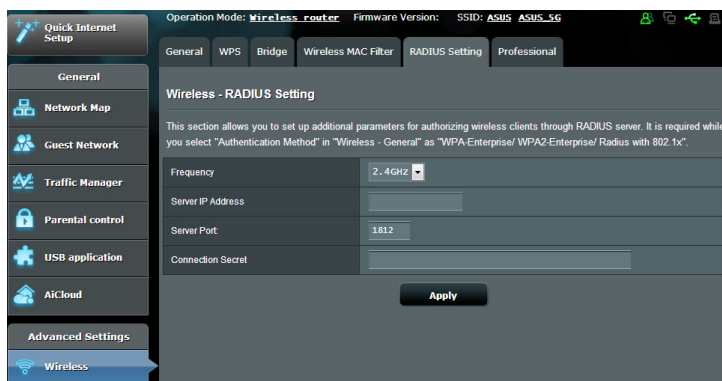 Quick Internet
Setup
Operation Mode: Wireless router Firmware Version: SSID: ASUS ASUS_5G
General WPS Bridge Wireless MAC Filter RADIUS Setting Professional
General
Network Map
Guest Network
Traffic Manager
Parental control
USB application
AiCloud
Advanced Settings
Wireless
Wireless - RADIUS Setting
This section allows you to set up additional parameters for authorizing wireless clients through RADIUS server. It is required while
you select "Authentication Method" in "Wireless - General" as "WPA-Enterprise/ WPA2-Enterprise/ Radius with 802.1x".
Frequency 2.4GHz
Server IP Address
Server Port: 1812
Connection Secret
Apply